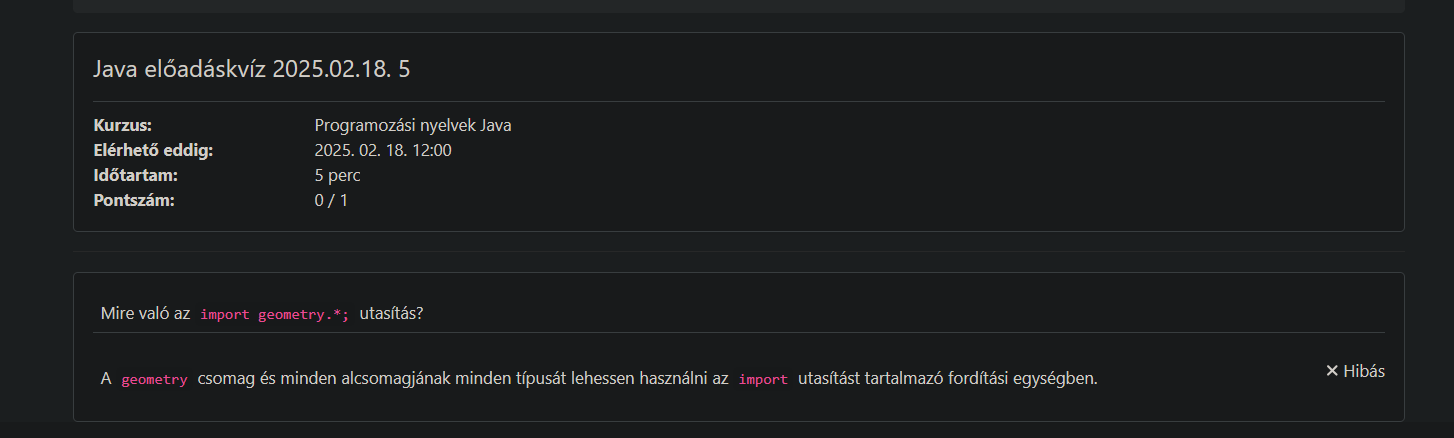 Java előadáskvíz 2025.02.18. 5
Kurzus: Programozási nyelvek Java
Elérhető eddig: 2025. 02. 18. 12:00
Időtartam: 5 perc
Pontszám: 0 / 1
Mire való az import geometry.*; utasítás?
A geometry csomag és minden alcsomagjának minden típusát lehessen használni az import utasítást tartalmazó fordítási egységben.
✕ Hibás